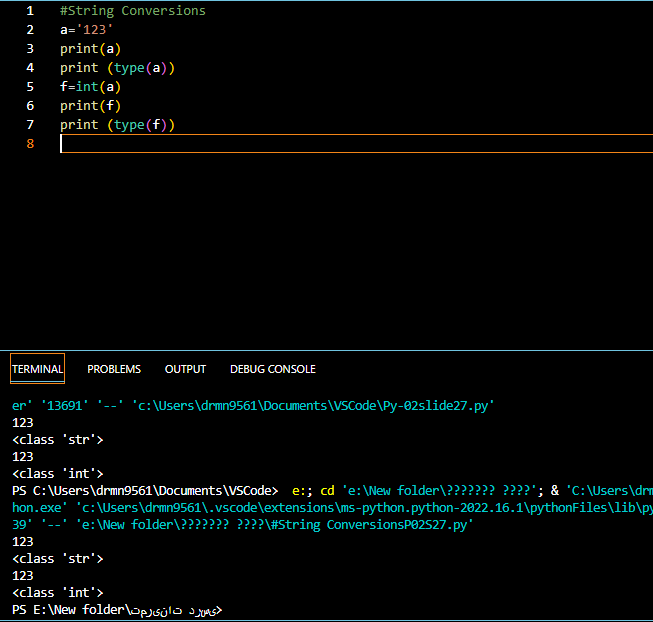 1 #String Conversions
2 a='123'
3 print(a)
4 print (type(a))
5 f=int(a)
6 print(f)
7 print (type(f))
8
TERMINAL PROBLEMS OUTPUT DEBUG CONSOLE
er' '13691' '--' 'c:\Users\drmn9561\Documents\VSCode\Py-02slide27.py'
123
<class 'str'>
123
<class 'int'>
PS C:\Users\drmn9561\Documents\VSCode>  e:; cd 'e:\New folder\??????? ????'; & 'C:\Users\drm
hon.exe' 'c:\Users\drmn9561\.vscode\extensions\ms-python.python-2022.16.1\pythonFiles\lib\py
39' '--' 'e:\New folder\??????? ????\#String ConversionsP02S27.py'
123
<class 'str'>
123
<class 'int'>
PS E:\New folder\تمرینات درسی>